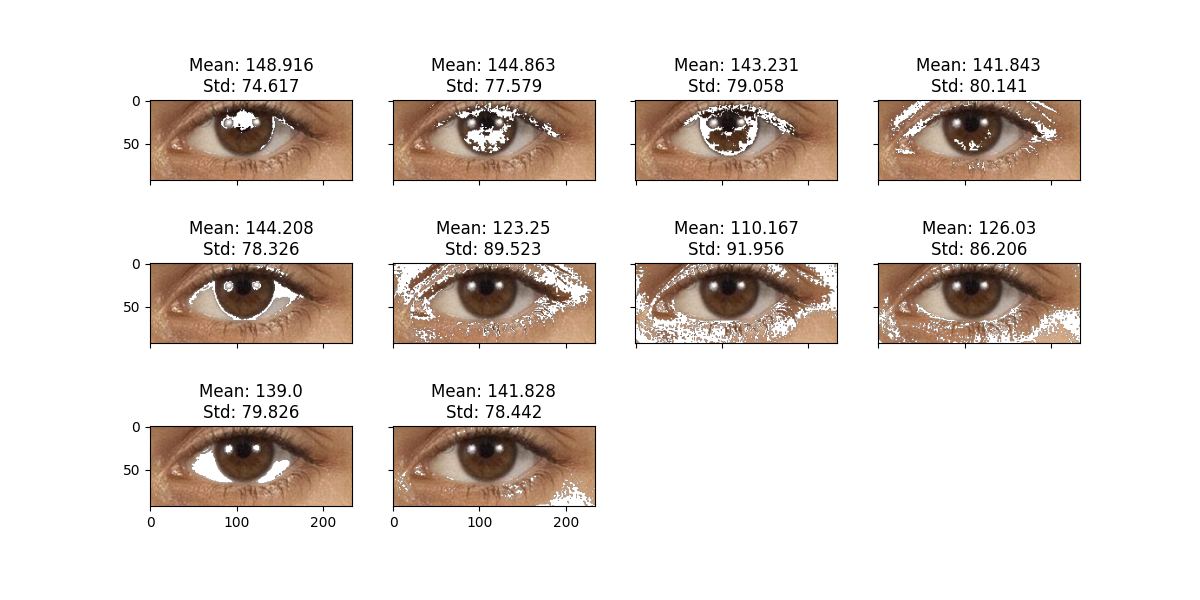 Mean: 148.916
Std: 74.617
Mean: 144.863
Std: 77.579
Mean: 143.231
Std: 79.058
Mean: 141.843
Std: 80.141
0
50
Mean: 144.208
Std: 78.326
Mean: 123.25
Std: 89.523
Mean: 110.167
Std: 91.956
Mean: 126.03
Std: 86.206
0
50
Mean: 139.0
Std: 79.826
Mean: 141.828
Std: 78.442
0
50
0 100 200
0 100 200